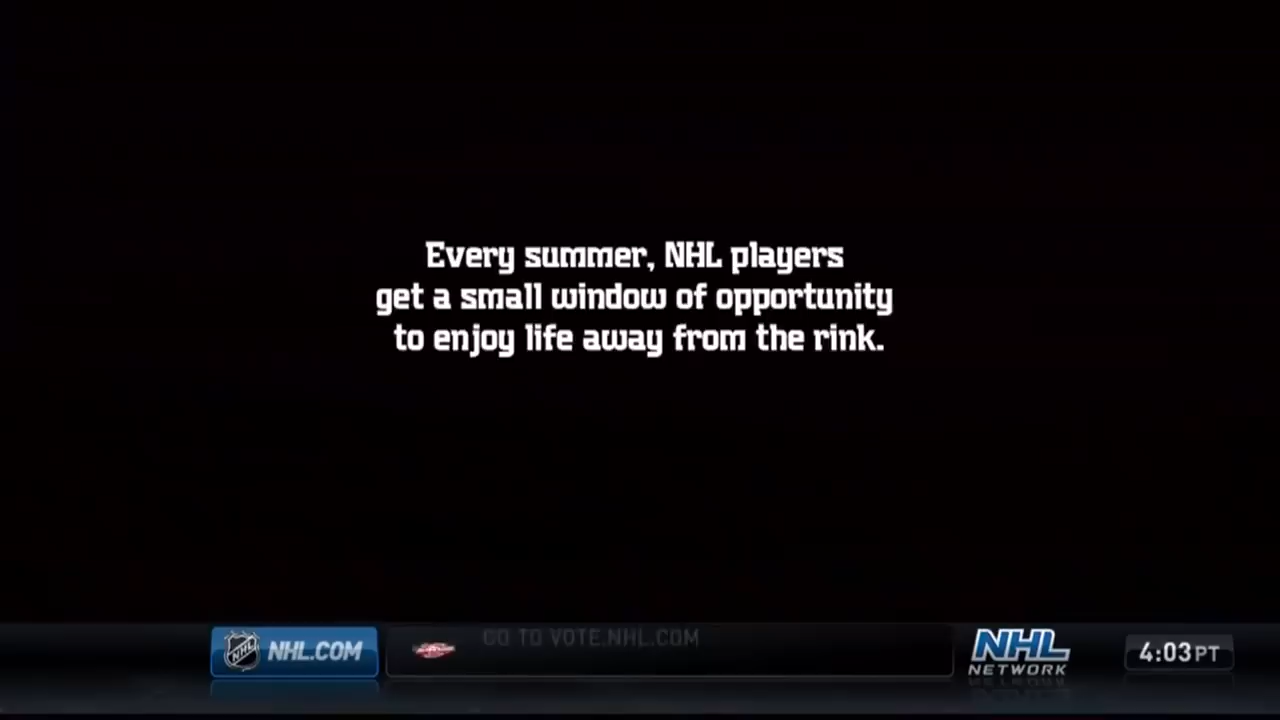 Every summer, NHL players
get a small window of opportunity
to enjoy life away from the rink.
NHL
NHL.COM
GO TO VOTE.NHL.COM
NHL
NETWORK
4:03PT